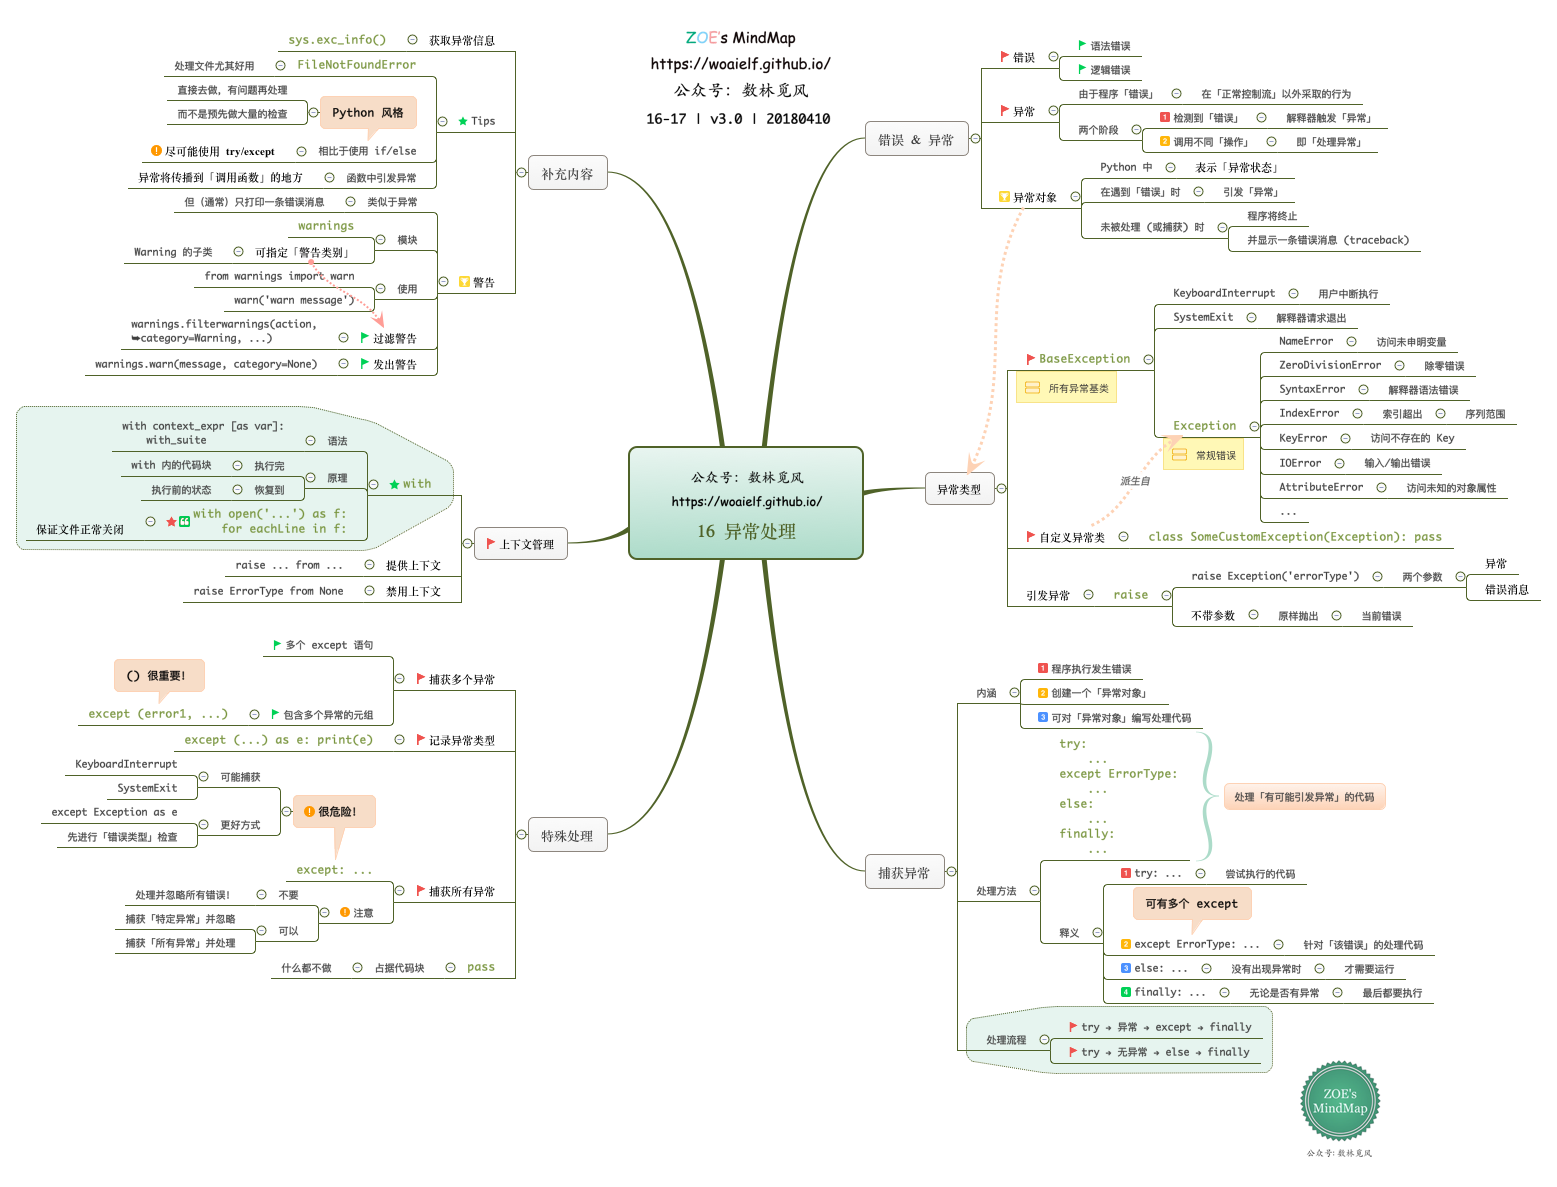 ZOE's MindMap
https://woaielf.github.io/
公众号：数林觅风
16-17 | v3.0 | 20180410
公众号：数林觅风
https://woaielf.github.io/
16 异常处理
错误 & 异常
错误
语法错误
逻辑错误
异常
由于程序「错误」
在「正常控制流」以外采取的行为
两个阶段
1 检测到「错误」
解释器触发「异常」
2 调用不同「操作」
即「处理异常」
异常对象
Python 中
表示「异常状态」
在遇到「错误」时
引发「异常」
未被处理 (或捕获) 时
程序将终止
并显示一条错误消息 (traceback)
异常类型
BaseException
所有异常基类
KeyboardInterrupt
用户中断执行
SystemExit
解释器请求退出
Exception
常规错误
NameError
访问未申明变量
ZeroDivisionError
除零错误
SyntaxError
解释器语法错误
IndexError
索引超出
序列范围
KeyError
访问不存在的 Key
IOError
输入/输出错误
AttributeError
访问未知的对象属性
...
派生自
自定义异常类
class SomeCustomException(Exception): pass
引发异常
raise
raise Exception('errorType')
两个参数
异常
错误消息
不带参数
原样抛出
当前错误
捕获异常
内涵
1 程序执行发生错误
2 创建一个「异常对象」
3 可对「异常对象」编写处理代码
处理方法
try:
...
except ErrorType:
...
else:
...
finally:
...
处理「有可能引发异常」的代码
释义
1 try: ...
尝试执行的代码
可有多个 except
2 except ErrorType: ...
针对「该错误」的处理代码
3 else: ...
没有出现异常时
才需要运行
4 finally: ...
无论是否有异常
最后都要执行
处理流程
try → 异常 → except → finally
try → 无异常 → else → finally
补充内容
获取异常信息
sys.exc_info()
Tips
FileNotFoundError
处理文件尤其好用
Python 风格
直接去做，有问题再处理
而不是预先做大量的检查
相比于使用 if/else
尽可能使用 try/except
函数中引发异常
异常将传播到「调用函数」的地方
警告
类似于异常
但（通常）只打印一条错误消息
模块
warnings
可指定「警告类别」
Warning 的子类
使用
from warnings import warn
warn('warn message')
过滤警告
warnings.filterwarnings(action,
➥category=Warning, ...)
发出警告
warnings.warn(message, category=None)
上下文管理
with
语法
with context_expr [as var]:
with_suite
原理
执行完
with 内的代码块
恢复到
执行前的状态
with open('...') as f:
for eachLine in f:
保证文件正常关闭
提供上下文
raise ... from ...
禁用上下文
raise ErrorType from None
特殊处理
捕获多个异常
多个 except 语句
很重要!
包含多个异常的元组
except (error1, ...)
记录异常类型
except (...) as e: print(e)
捕获所有异常
except: ...
很危险!
可能捕获
KeyboardInterrupt
SystemExit
更好方式
except Exception as e
先进行「错误类型」检查
注意
不要
处理并忽略所有错误!
可以
捕获「特定异常」并忽略
捕获「所有异常」并处理
pass
占据代码块
什么都不做
ZOE's
MindMap
公众号: 数林觅风